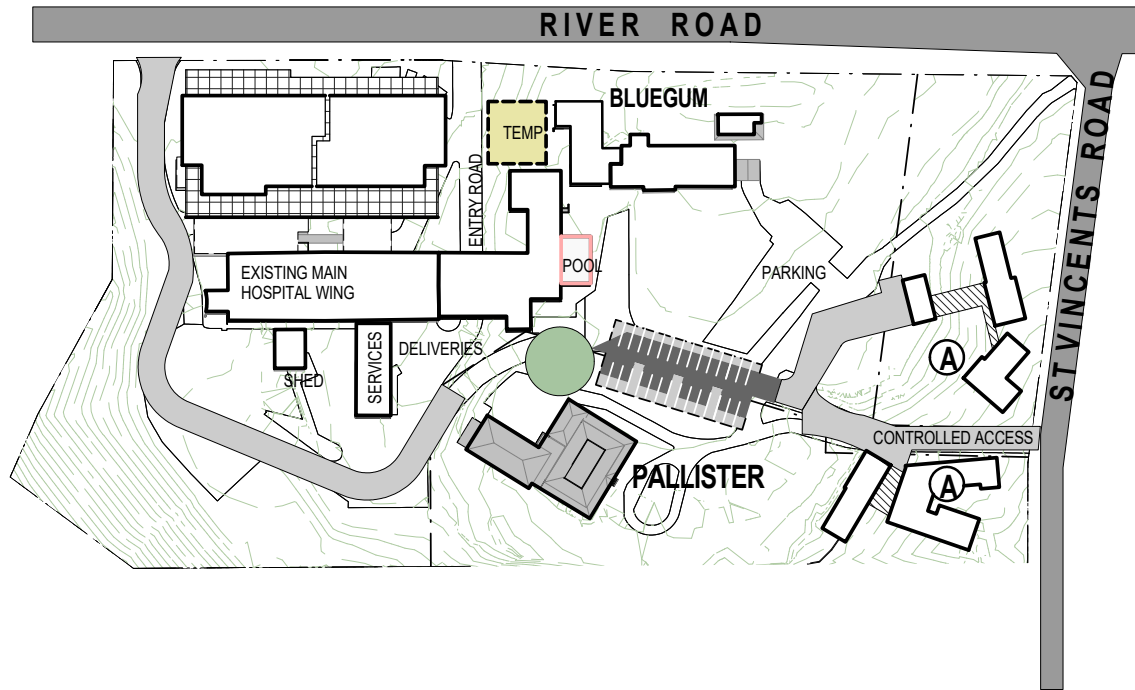 RIVER ROAD
BLUEGUM
TEMP
ENTRY ROAD
ST VINCENTS ROAD
POOL
PARKING
EXISTING MAIN
HOSPITAL WING
SERVICES
DELIVERIES
SHED
A
CONTROLLED ACCESS
PALLISTER
A